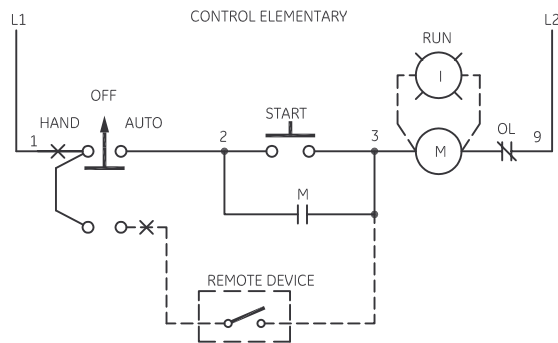 CONTROL ELEMENTARY
L1
L2
RUN
I
OFF
HAND
AUTO
START
1
2
3
M
OL
9
M
REMOTE DEVICE